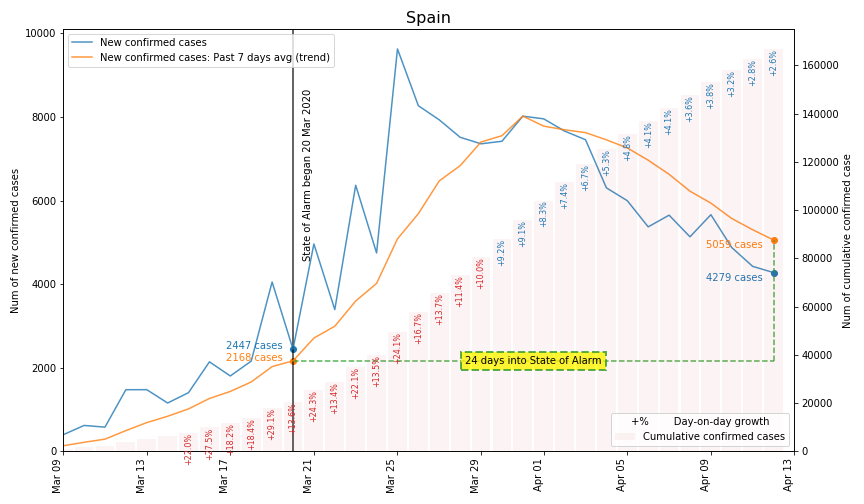 Spain
New confirmed cases
New confirmed cases: Past 7 days avg (trend)
10000
8000
6000
4000
2000
0
Num of new confirmed cases
160000
140000
120000
100000
80000
60000
40000
20000
0
Num of cumulative confirmed case
State of Alarm began 20 Mar 2020
2447 cases
2168 cases
5059 cases
4279 cases
24 days into State of Alarm
+22.0%
+27.5%
+18.2%
+18.4%
+29.1%
+13.6%
+24.3%
+13.4%
+22.1%
+13.5%
+24.1%
+16.7%
+13.7%
+11.4%
+10.0%
+9.2%
+9.1%
+8.3%
+7.4%
+6.7%
+5.3%
+4.8%
+4.1%
+4.1%
+3.6%
+3.8%
+3.2%
+2.8%
+2.6%
+% Day-on-day growth
Cumulative confirmed cases
Mar 09
Mar 13
Mar 17
Mar 21
Mar 25
Mar 29
Apr 01
Apr 05
Apr 09
Apr 13